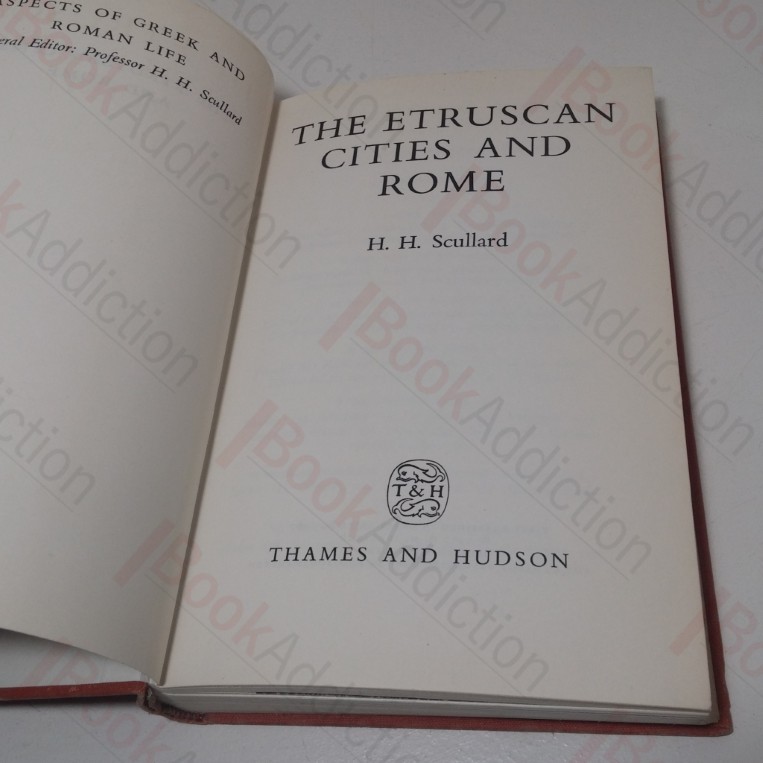 ASPECTS OF GREEK AND
ROMAN LIFE
General Editor: Professor H. H. Scullard
THE ETRUSCAN
CITIES AND
ROME
H. H. Scullard
T & H
THAMES AND HUDSON
BookAddiction